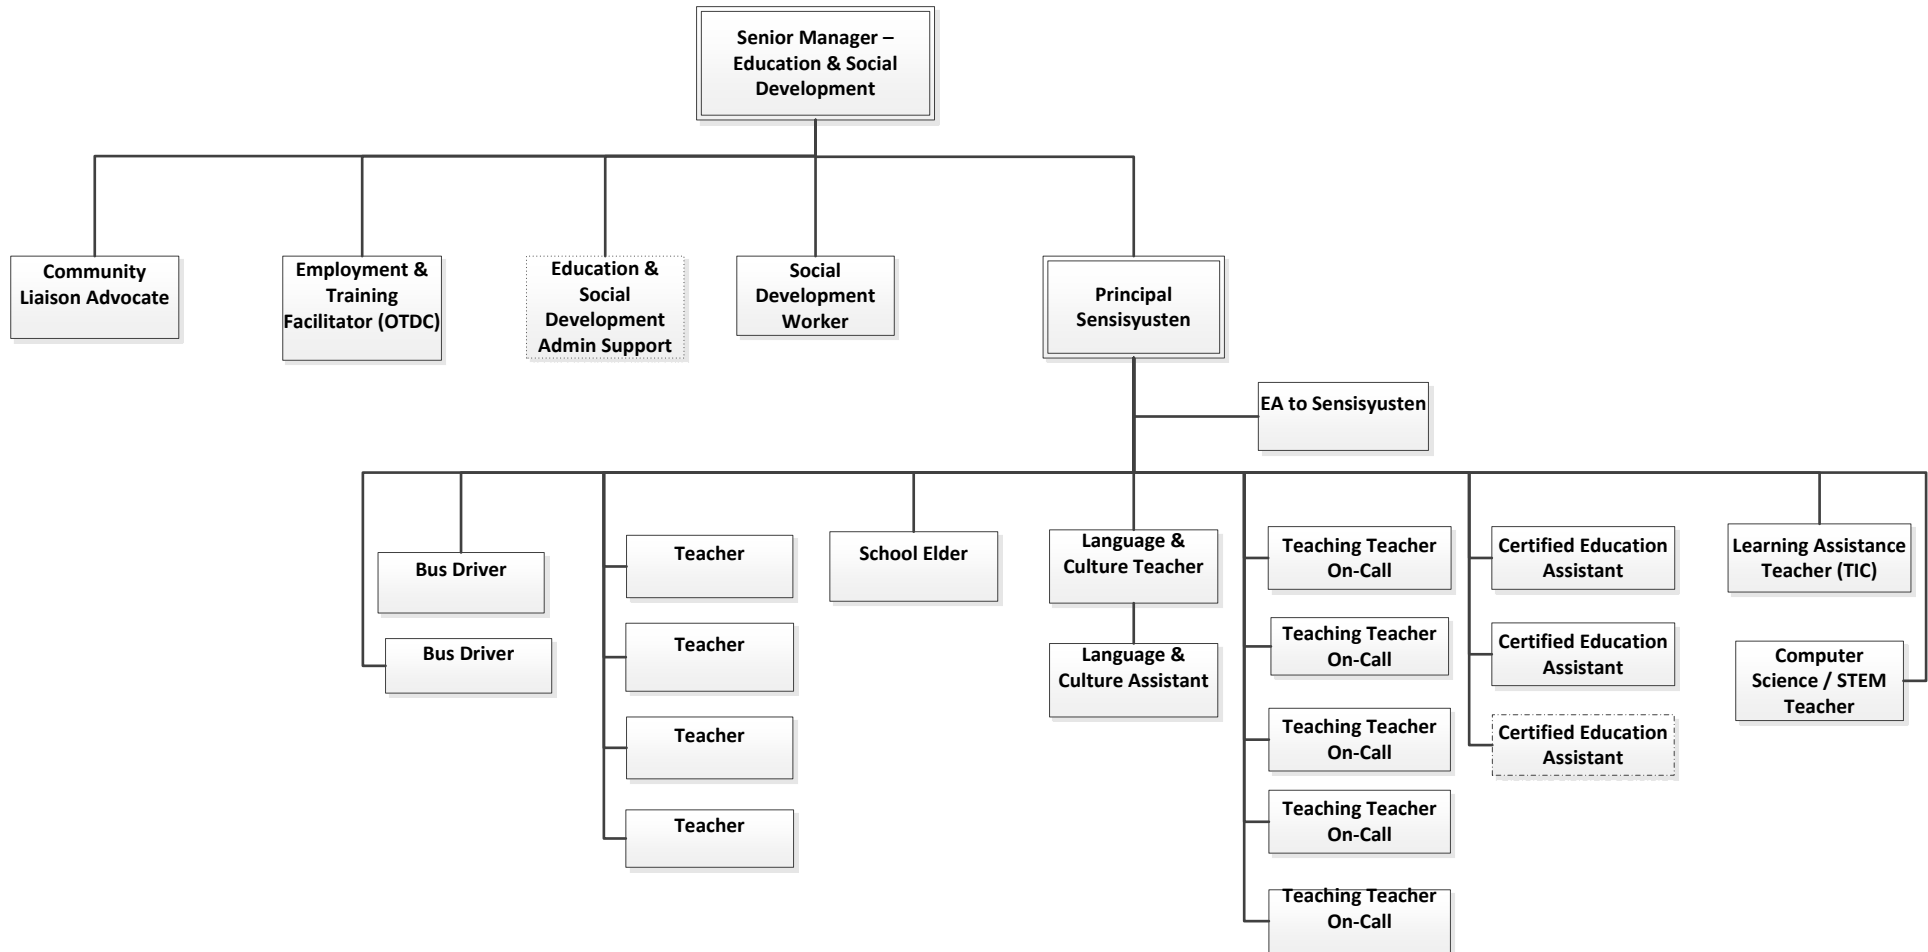 Senior Manager –
Education & Social
Development
Community
Liaison Advocate
Employment &
Training
Facilitator (OTDC)
Education &
Social
Development
Admin Support
Social
Development
Worker
Principal
Sensisyusten
EA to Sensisyusten
Bus Driver
Bus Driver
Teacher
Teacher
Teacher
Teacher
School Elder
Language &
Culture Teacher
Language &
Culture Assistant
Teaching Teacher
On-Call
Teaching Teacher
On-Call
Teaching Teacher
On-Call
Teaching Teacher
On-Call
Teaching Teacher
On-Call
Certified Education
Assistant
Certified Education
Assistant
Certified Education
Assistant
Learning Assistance
Teacher (TIC)
Computer
Science / STEM
Teacher